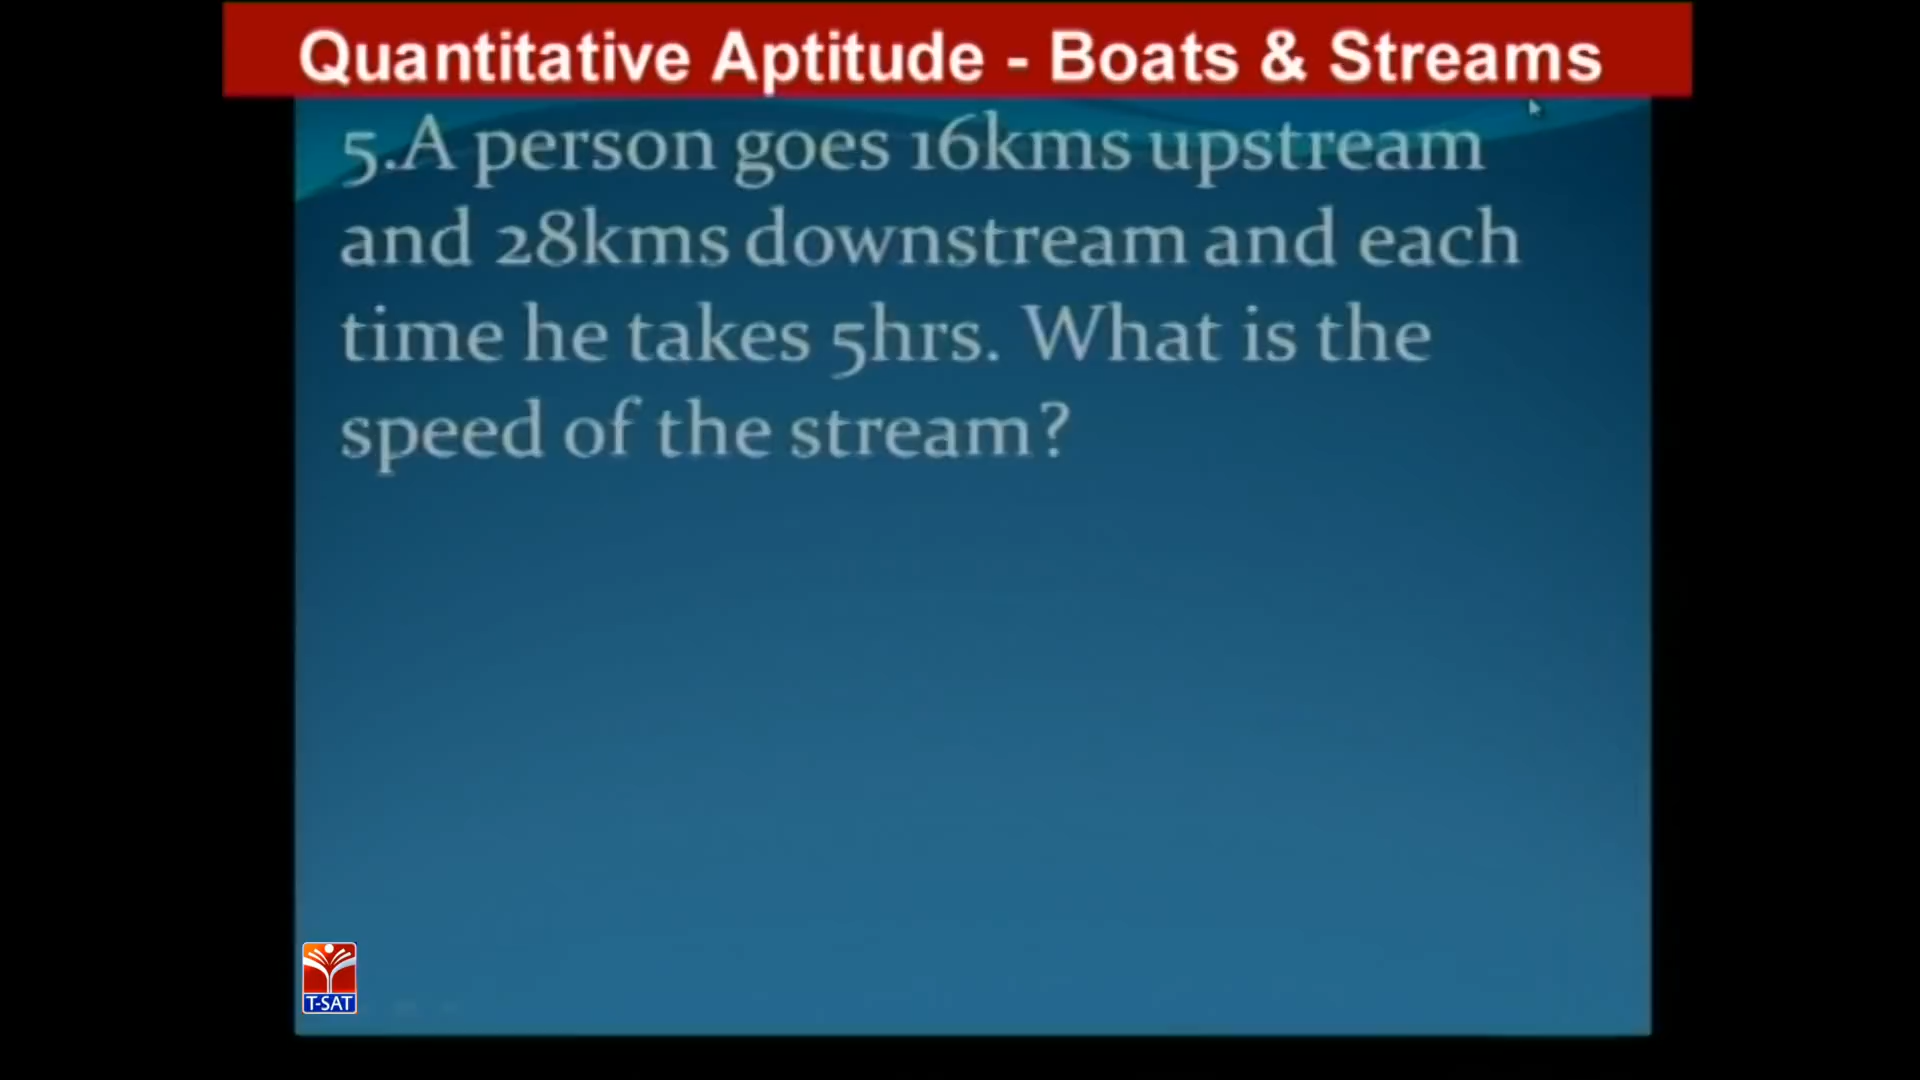 Quantitative Aptitude - Boats & Streams
5.A person goes 16kms upstream
and 28kms downstream and each
time he takes 5hrs. What is the
speed of the stream?
T-SAT